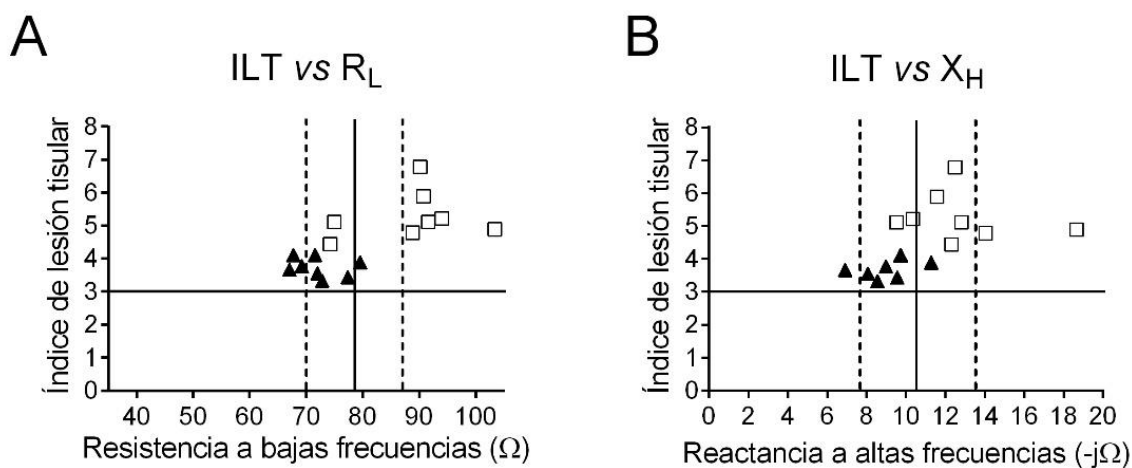 A
ILT vs R_L
Índice de lesión tisular
8
7
6
5
4
3
2
1
0
40 50 60 70 80 90 100
Resistencia a bajas frecuencias (Ω)
B
ILT vs X_H
Índice de lesión tisular
8
7
6
5
4
3
2
1
0
0 2 4 6 8 10 12 14 16 18 20
Reactancia a altas frecuencias (-jΩ)